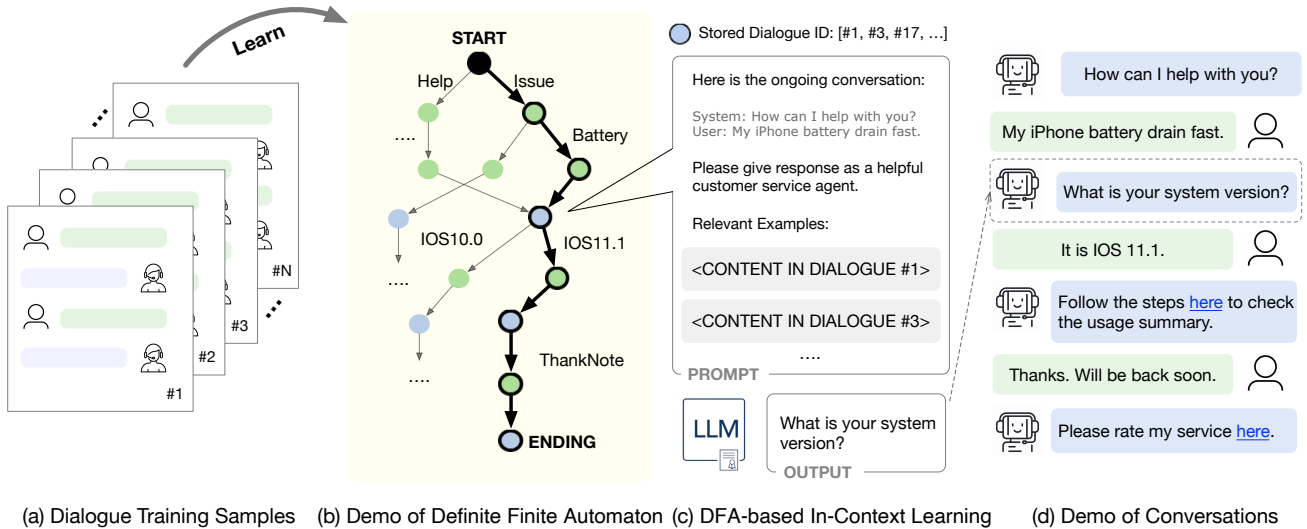 Learn
#N
#3
#2
#1
(a) Dialogue Training Samples
START
Help
Issue
....
Battery
IOS10.0
IOS11.1
....
....
ThankNote
ENDING
(b) Demo of Definite Finite Automaton
Stored Dialogue ID: [#1, #3, #17, …]
Here is the ongoing conversation:
System: How can I help with you?
User: My iPhone battery drain fast.
Please give response as a helpful
customer service agent.
Relevant Examples:
<CONTENT IN DIALOGUE #1>
<CONTENT IN DIALOGUE #3>
....
PROMPT
LLM
What is your system
version?
OUTPUT
(c) DFA-based In-Context Learning
How can I help with you?
My iPhone battery drain fast.
What is your system version?
It is IOS 11.1.
Follow the steps here to check
the usage summary.
Thanks. Will be back soon.
Please rate my service here.
(d) Demo of Conversations